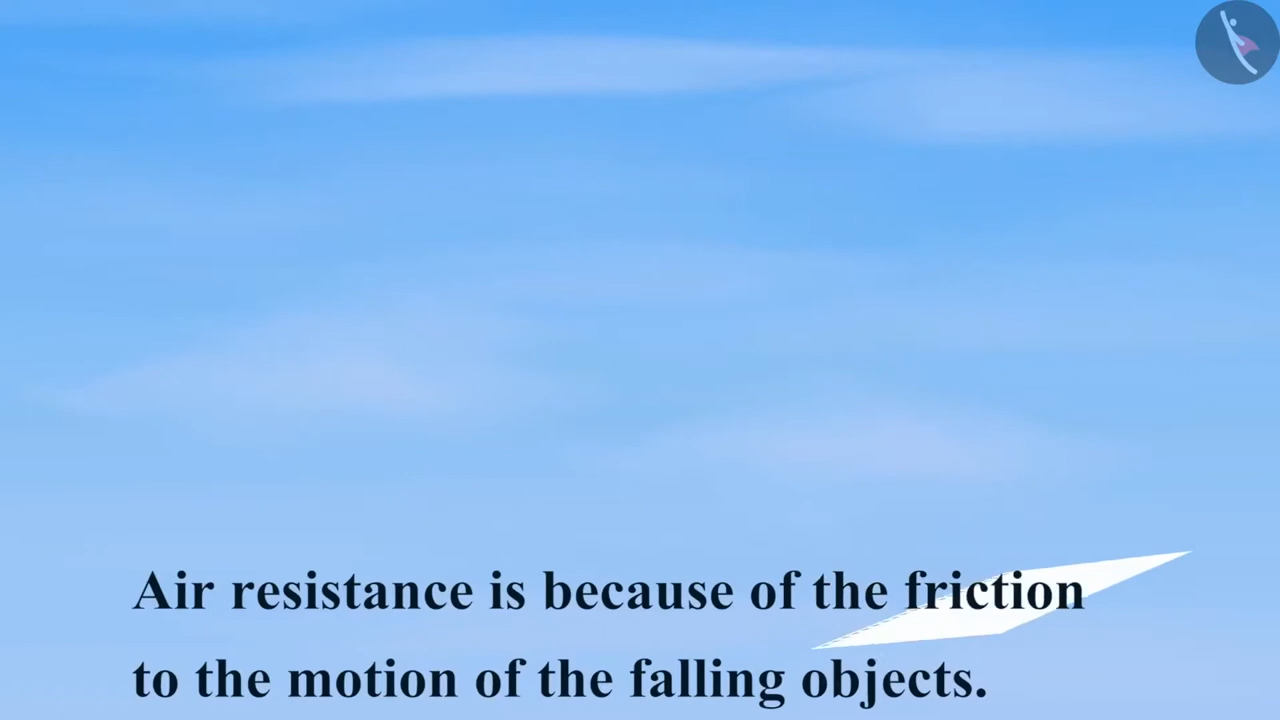 Air resistance is because of the friction
to the motion of the falling objects.